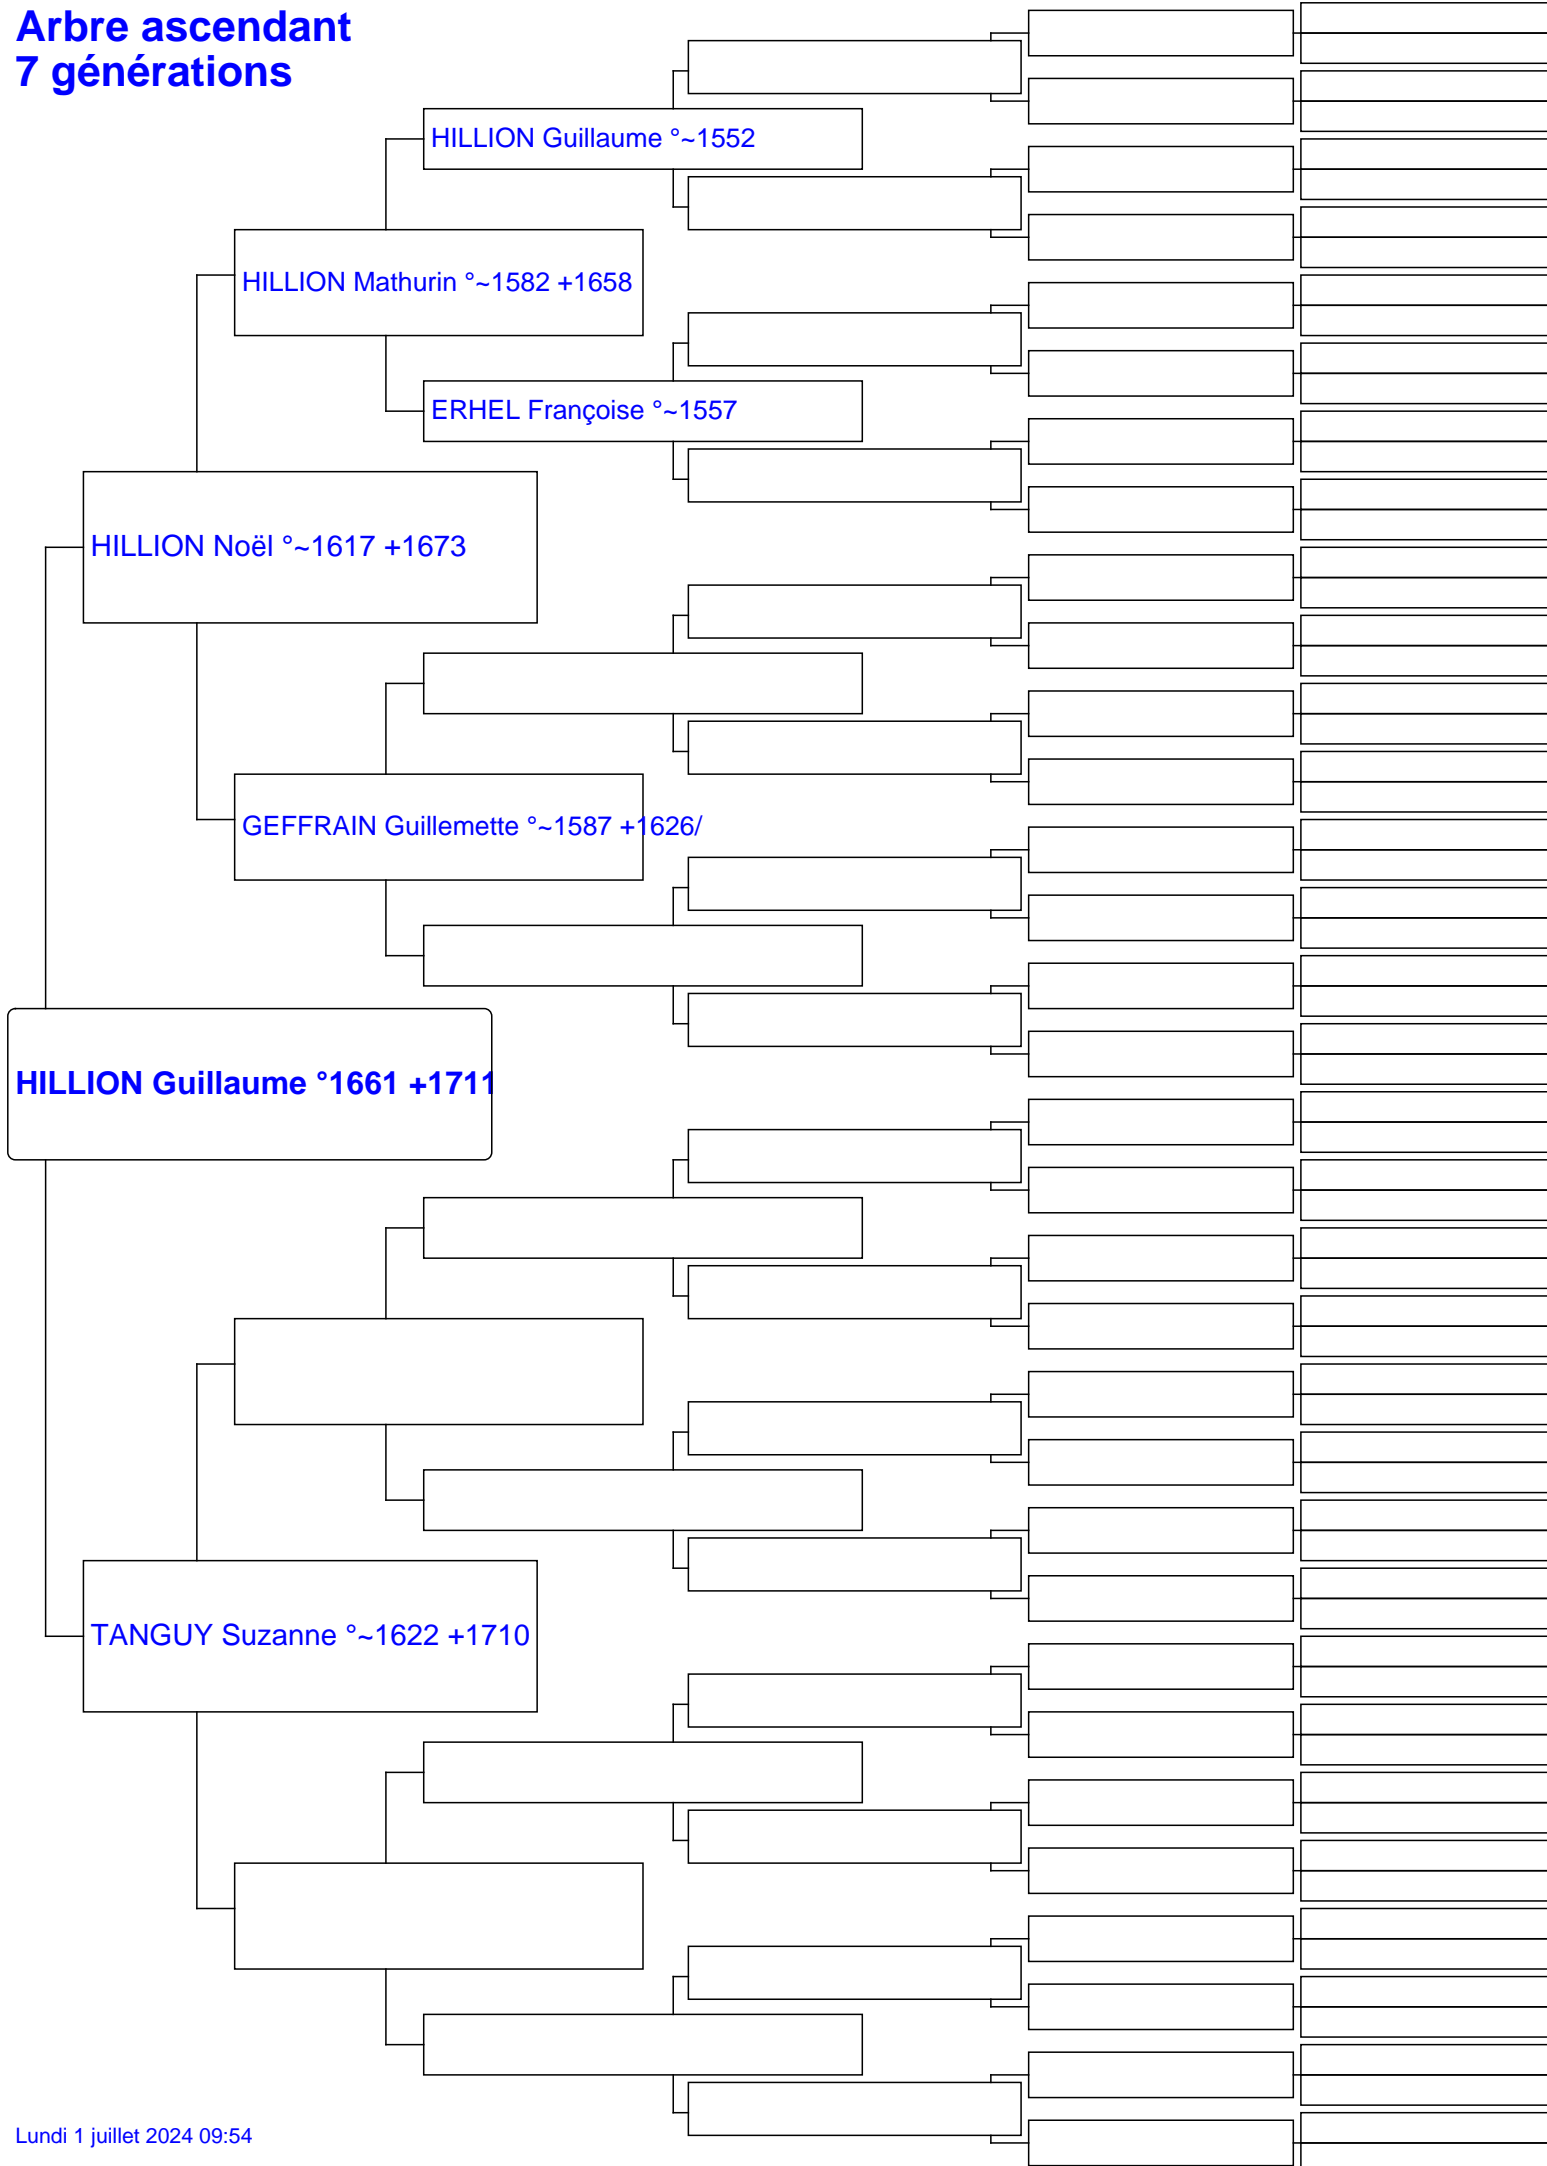 Arbre ascendant
7 générations
HILLION Guillaume °~1552
HILLION Mathurin °~1582 +1658
ERHEL Françoise °~1557
HILLION Noël °~1617 +1673
GEFFRAIN Guillemette °~1587 +1626/
HILLION Guillaume °1661 +1711
TANGUY Suzanne °~1622 +1710
Lundi 1 juillet 2024 09:54